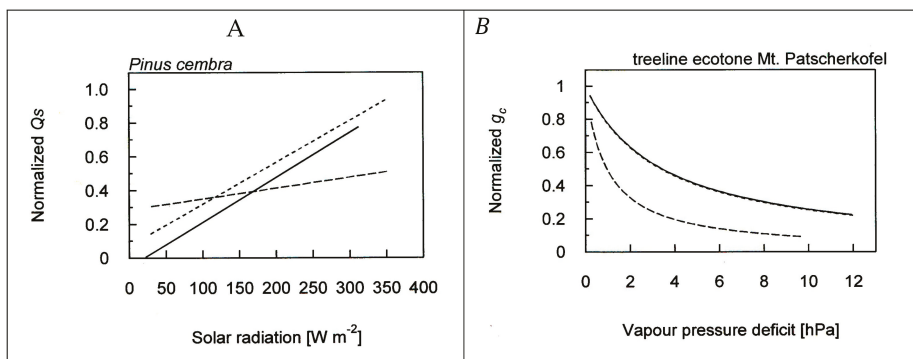 A
Pinus cembra
Normalized Qs
1.0
0.8
0.6
0.4
0.2
0
0 50 100 150 200 250 300 350 400
Solar radiation [W m⁻²]
B
treeline ecotone Mt. Patscherkofel
Normalized g_c
1
0.8
0.6
0.4
0.2
0
0 2 4 6 8 10 12
Vapour pressure deficit [hPa]